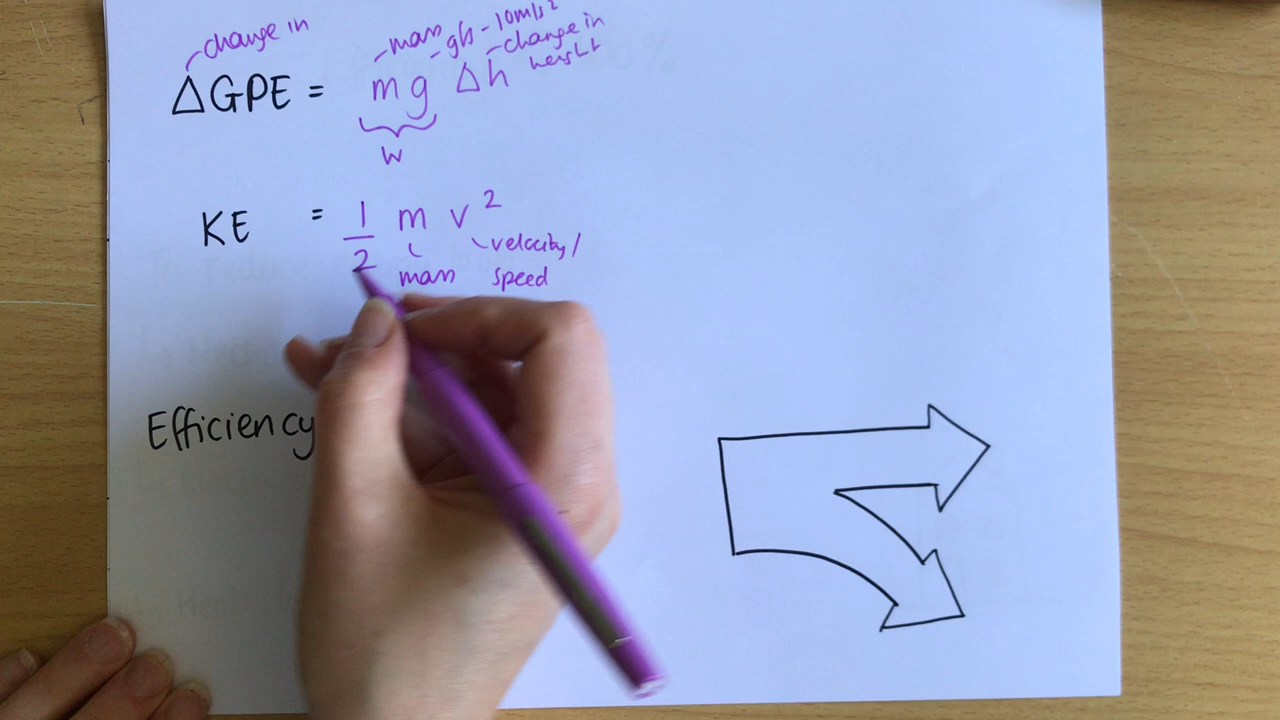 change in
mass gfs - 10m/s²
change in
height
ΔGPE = mg Δh
W
KE = 1/2 m v²
velocity/
mass speed
Efficiency